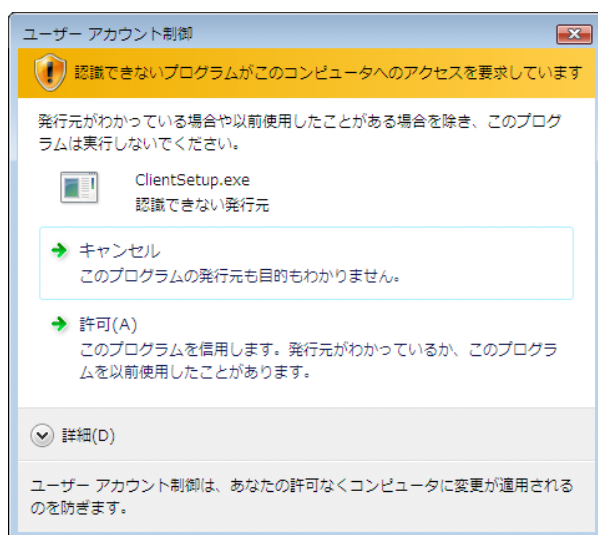 ユーザー アカウント制御
認識できないプログラムがこのコンピュータへのアクセスを要求しています
発行元がわかっている場合や以前使用したことがある場合を除き、このプログ
ラムは実行しないでください。
ClientSetup.exe
認識できない発行元
キャンセル
このプログラムの発行元も目的もわかりません。
許可(A)
このプログラムを信用します。発行元がわかっているか、このプログラ
ムを以前使用したことがあります。
詳細(D)
ユーザー アカウント制御は、あなたの許可なくコンピュータに変更が適用される
のを防ぎます。